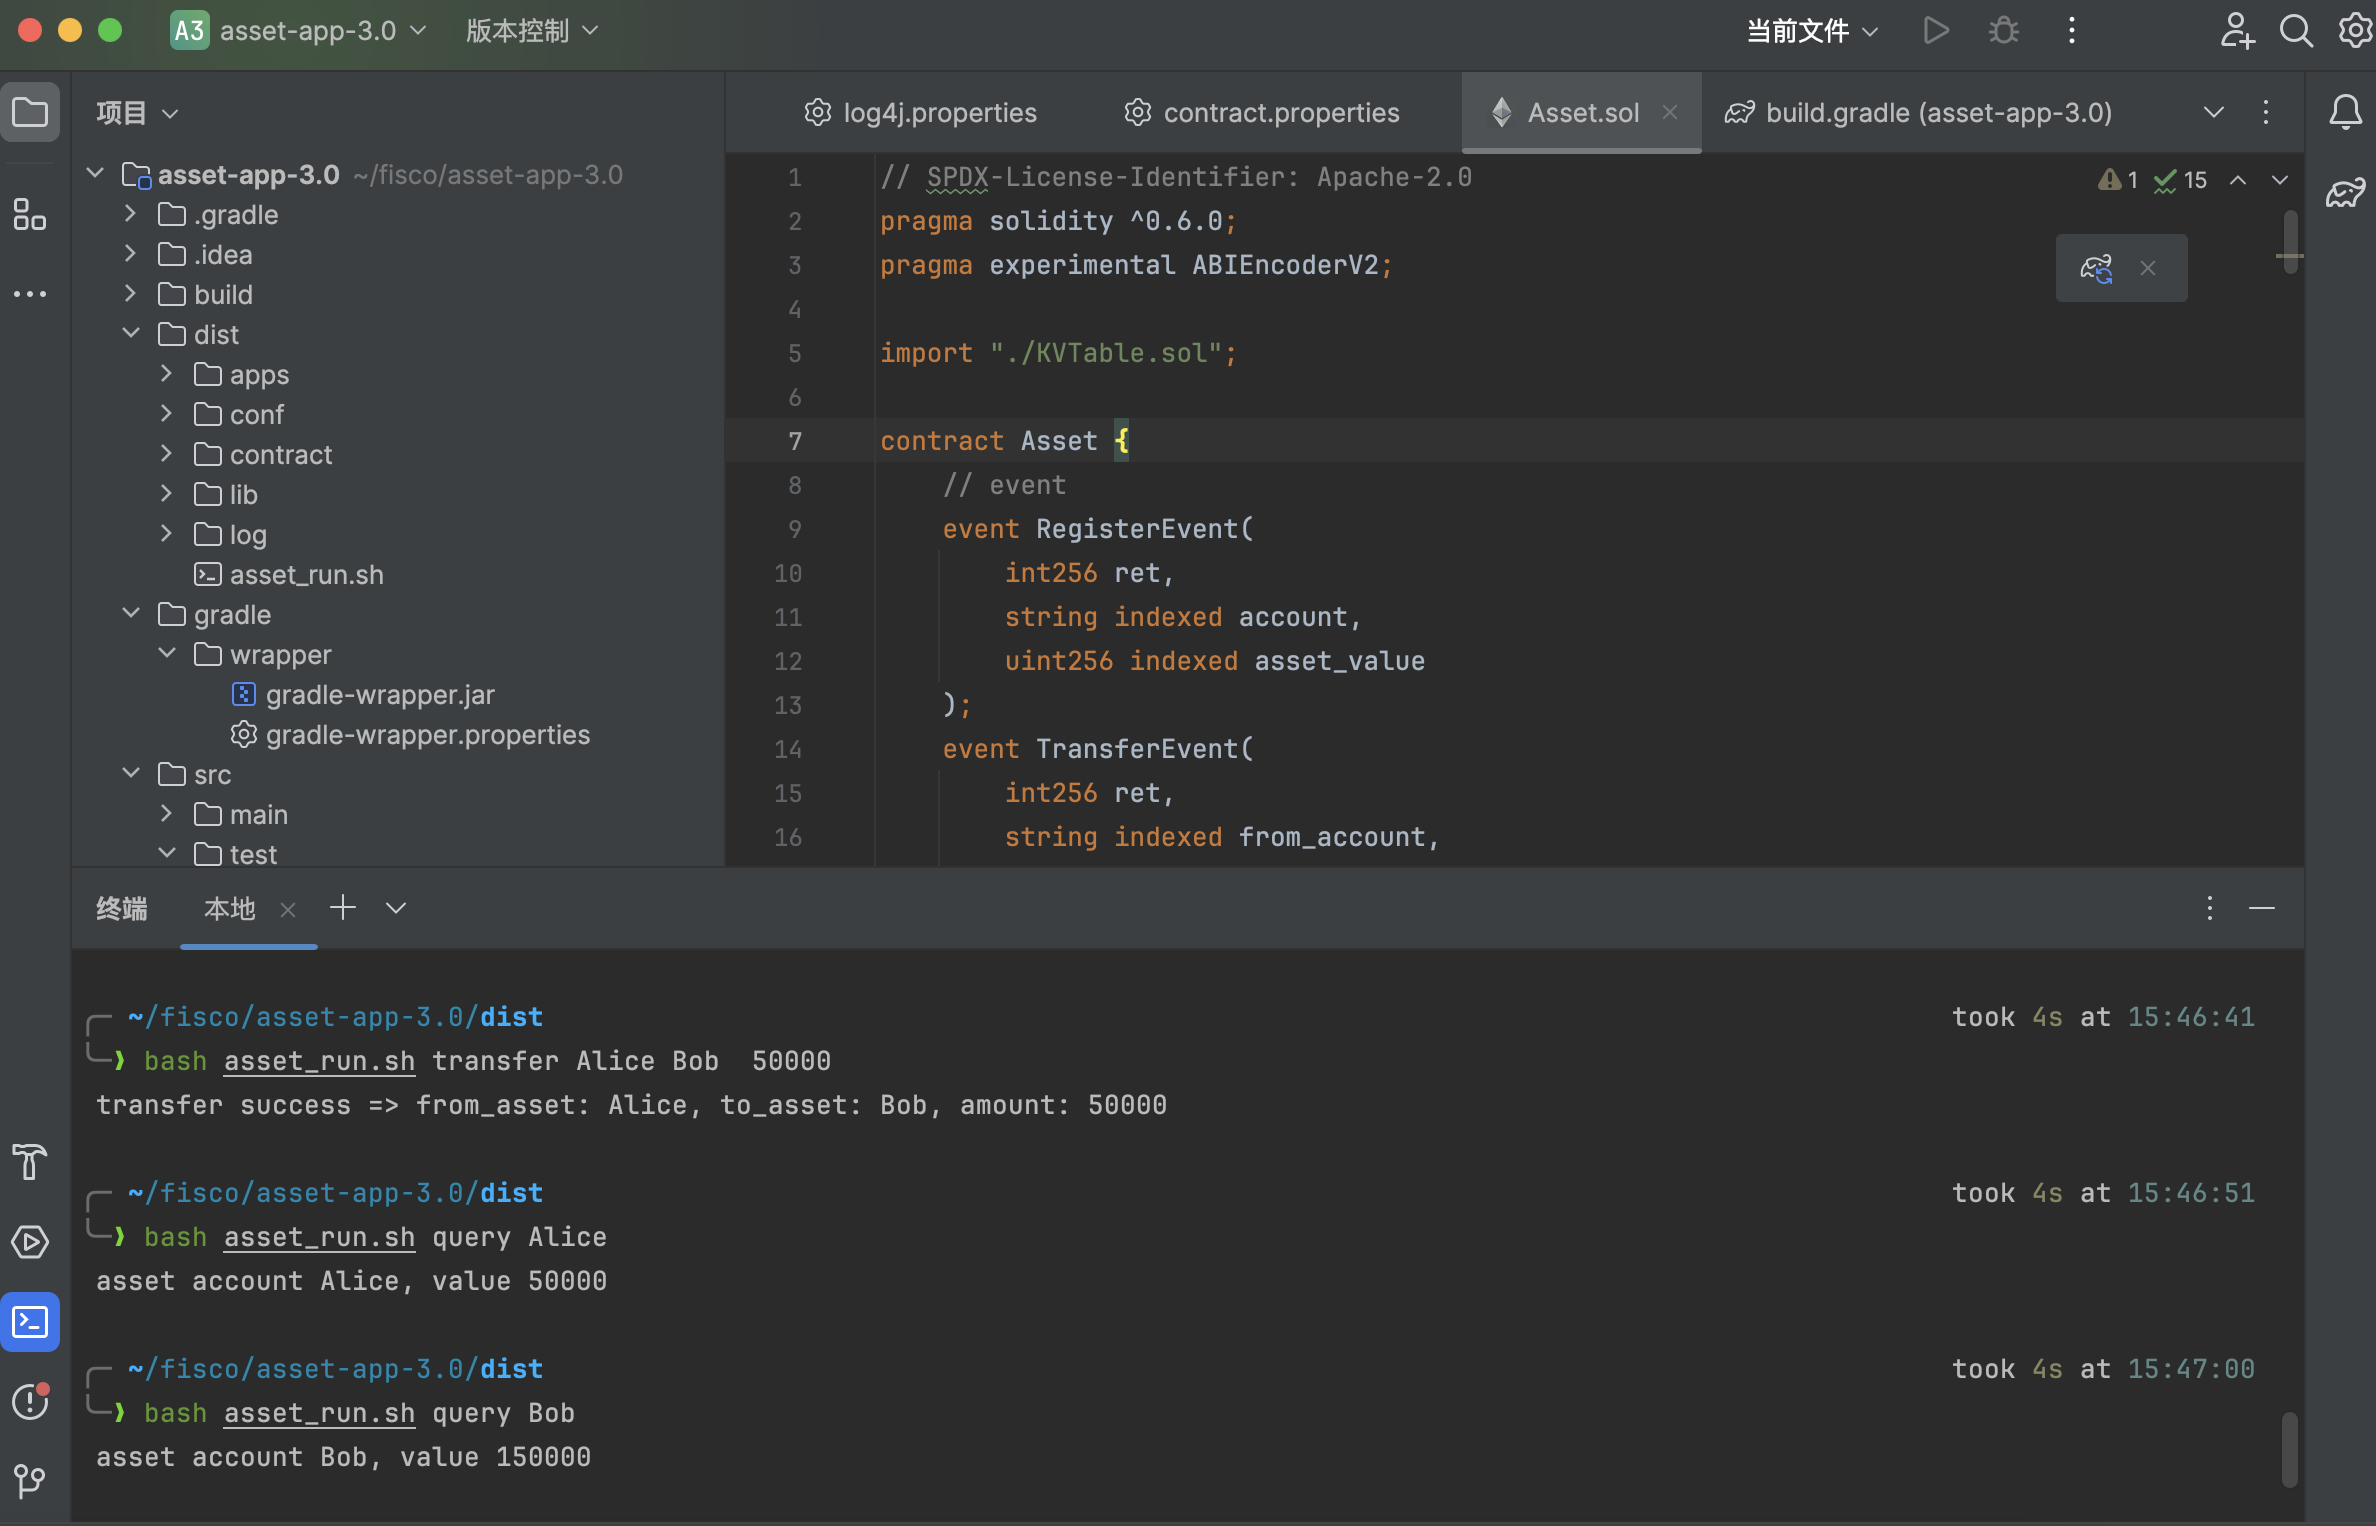 A3 asset-app-3.0 版本控制 当前文件
项目
log4j.properties contract.properties Asset.sol build.gradle (asset-app-3.0)
asset-app-3.0 ~/fisco/asset-app-3.0
.gradle
.idea
build
dist
apps
conf
contract
lib
log
asset_run.sh
gradle
wrapper
gradle-wrapper.jar
gradle-wrapper.properties
src
main
test
1 15
1 // SPDX-License-Identifier: Apache-2.0
2 pragma solidity ^0.6.0;
3 pragma experimental ABIEncoderV2;
4
5 import "./KVTable.sol";
6
7 contract Asset {
8 // event
9 event RegisterEvent(
10 int256 ret,
11 string indexed account,
12 uint256 indexed asset_value
13 );
14 event TransferEvent(
15 int256 ret,
16 string indexed from_account,
终端 本地
~/fisco/asset-app-3.0/dist took 4s at 15:46:41
❯ bash asset_run.sh transfer Alice Bob  50000
transfer success => from_asset: Alice, to_asset: Bob, amount: 50000
~/fisco/asset-app-3.0/dist took 4s at 15:46:51
❯ bash asset_run.sh query Alice
asset account Alice, value 50000
~/fisco/asset-app-3.0/dist took 4s at 15:47:00
❯ bash asset_run.sh query Bob
asset account Bob, value 150000